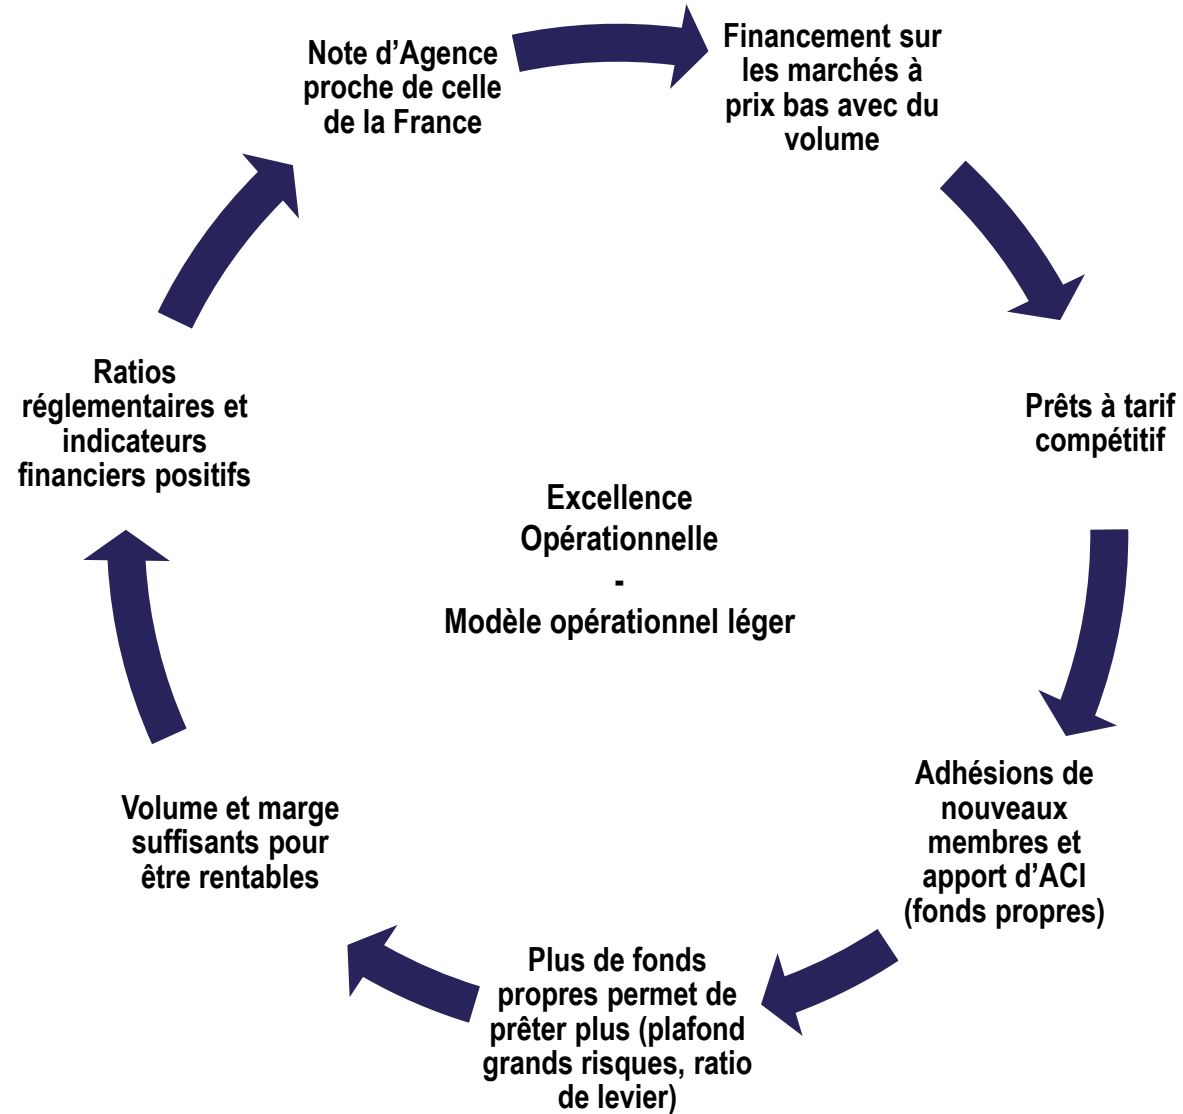 Note d’Agence
proche de celle
de la France
Financement sur
les marchés à
prix bas avec du
volume
Prêts à tarif
compétitif
Adhésions de
nouveaux
membres et
apport d’ACI
(fonds propres)
Plus de fonds
propres permet de
prêter plus (plafond
grands risques, ratio
de levier)
Volume et marge
suffisants pour
être rentables
Ratios
réglementaires et
indicateurs
financiers positifs
Excellence
Opérationnelle
-
Modèle opérationnel léger